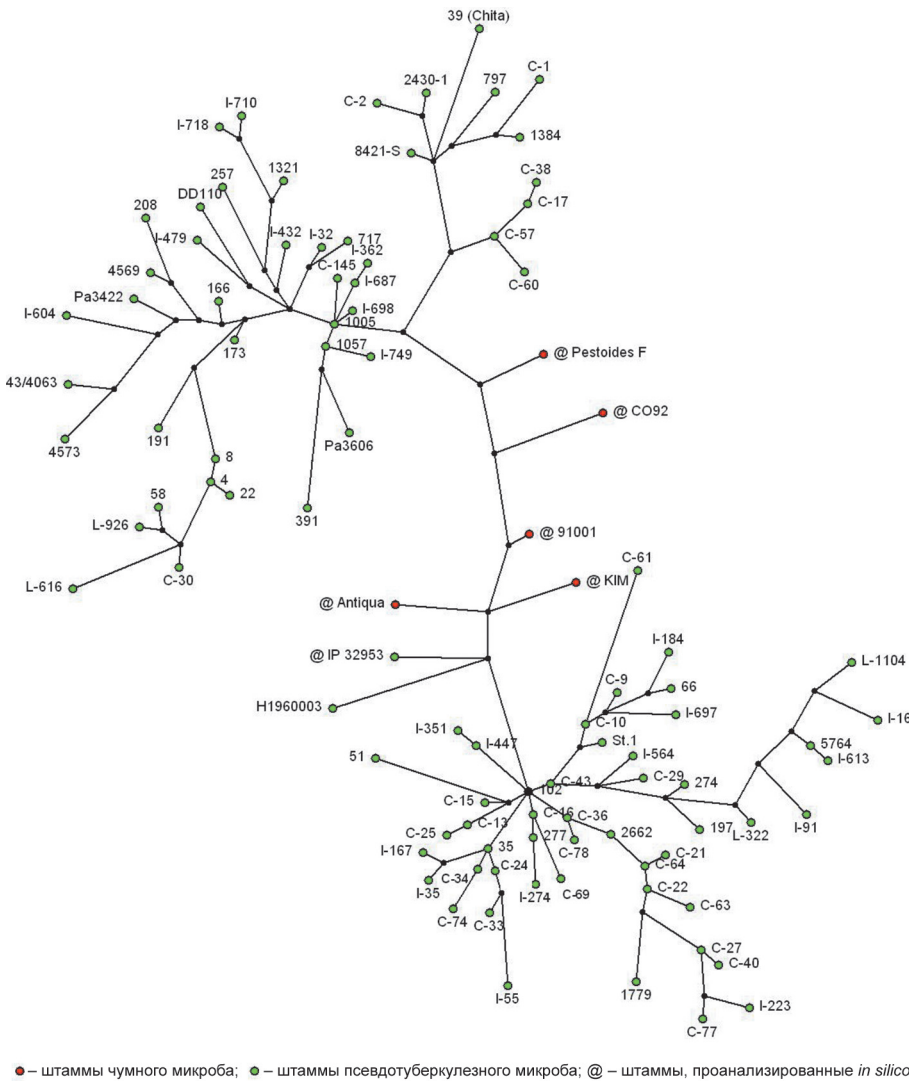 39 (Chita)
C-1
2430-1
797
C-2
I-710
I-718
1384
8421-S
257
1321
C-38
DD110
C-17
208
I-432
I-32
717
I-479
I-362
C-57
C-145
4569
I-687
C-60
Pa3422
166
I-698
I-604
1005
173
1057
I-749
@ Pestoides F
43/4063
@ CO92
191
Pa3606
4573
8
4
22
58
391
L-926
@ 91001
C-61
L-616
C-30
@ KIM
@ Antiqua
I-184
@ IP 32953
L-1104
C-9
66
H1960003
I-697
I-16
C-10
I-351
St.1
I-447
5764
51
I-564
I-613
C-43
C-29
274
102
C-15
C-16
C-36
I-91
C-13
197
L-322
C-25
277
2662
35
C-78
I-167
C-21
C-24
C-64
I-35
C-34
I-274
C-69
C-22
C-74
C-33
C-63
C-27
C-40
I-55
1779
I-223
C-77
– штаммы чумного микроба; – штаммы псевдотуберкулезного микроба; @ – штаммы, проанализированные in silico